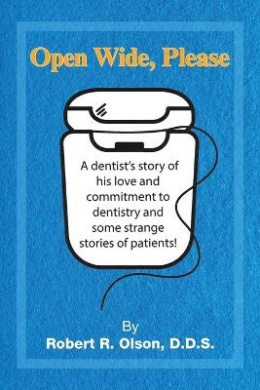 Open Wide, Please
A dentist's story of
his love and
commitment to
dentistry and
some strange
stories of patients!
By
Robert R. Olson, D.D.S.